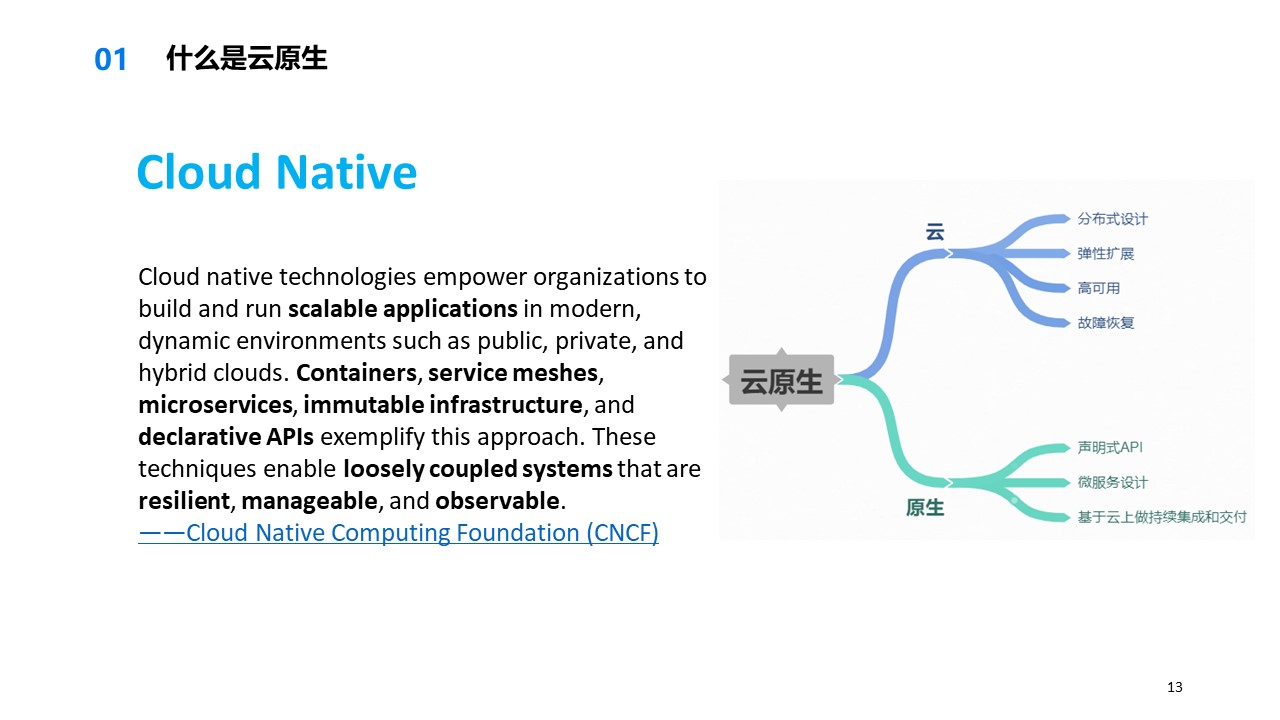 01 什么是云原生
Cloud Native
Cloud native technologies empower organizations to
build and run scalable applications in modern,
dynamic environments such as public, private, and
hybrid clouds. Containers, service meshes,
microservices, immutable infrastructure, and
declarative APIs exemplify this approach. These
techniques enable loosely coupled systems that are
resilient, manageable, and observable.
——Cloud Native Computing Foundation (CNCF)
云原生
云
分布式设计
弹性扩展
高可用
故障恢复
原生
声明式API
微服务设计
基于云上做持续集成和交付
13